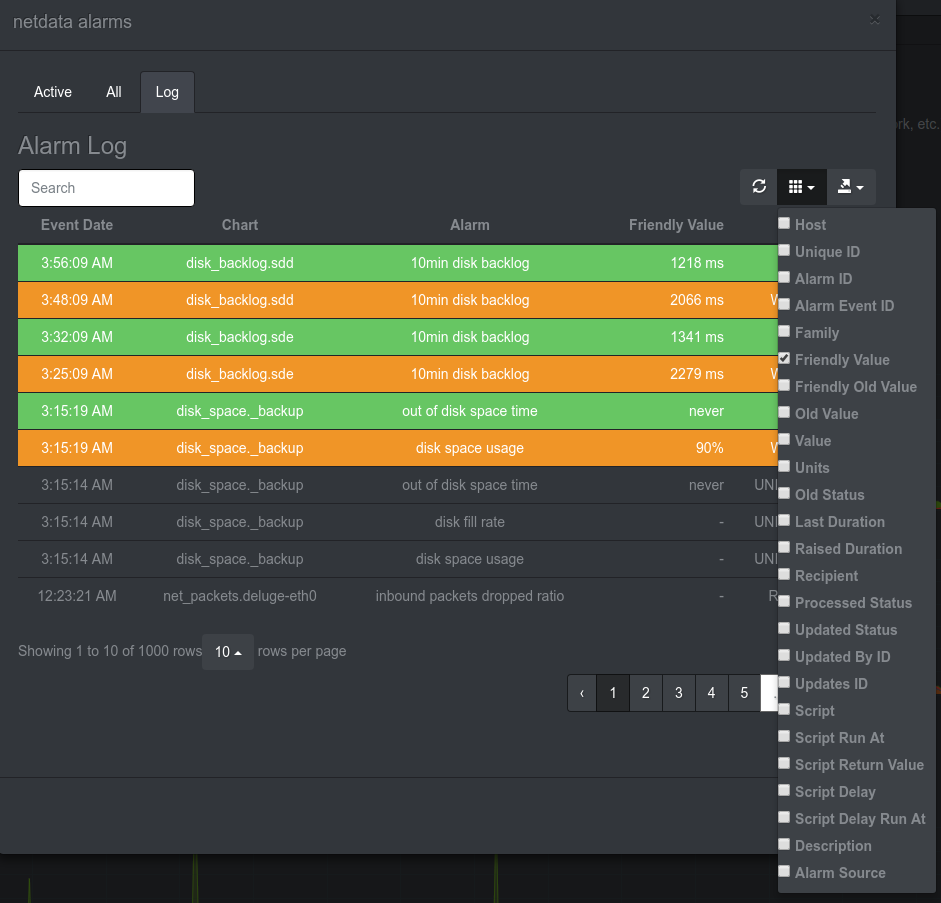 netdata alarms
×
rk, etc.
Active All Log
Alarm Log
Search
Event Date Chart Alarm Friendly Value
3:56:09 AM disk_backlog.sdd 10min disk backlog 1218 ms
3:48:09 AM disk_backlog.sdd 10min disk backlog 2066 ms W
3:32:09 AM disk_backlog.sde 10min disk backlog 1341 ms
3:25:09 AM disk_backlog.sde 10min disk backlog 2279 ms W
3:15:19 AM disk_space._backup out of disk space time never
3:15:19 AM disk_space._backup disk space usage 90% W
3:15:14 AM disk_space._backup out of disk space time never UNI
3:15:14 AM disk_space._backup disk fill rate - UNI
3:15:14 AM disk_space._backup disk space usage - UNI
12:23:21 AM net_packets.deluge-eth0 inbound packets dropped ratio - R
Showing 1 to 10 of 1000 rows 10 rows per page
‹ 1 2 3 4 5 .
Host
Unique ID
Alarm ID
Alarm Event ID
Family
Friendly Value
Friendly Old Value
Old Value
Value
Units
Old Status
Last Duration
Raised Duration
Recipient
Processed Status
Updated Status
Updated By ID
Updates ID
Script
Script Run At
Script Return Value
Script Delay
Script Delay Run At
Description
Alarm Source